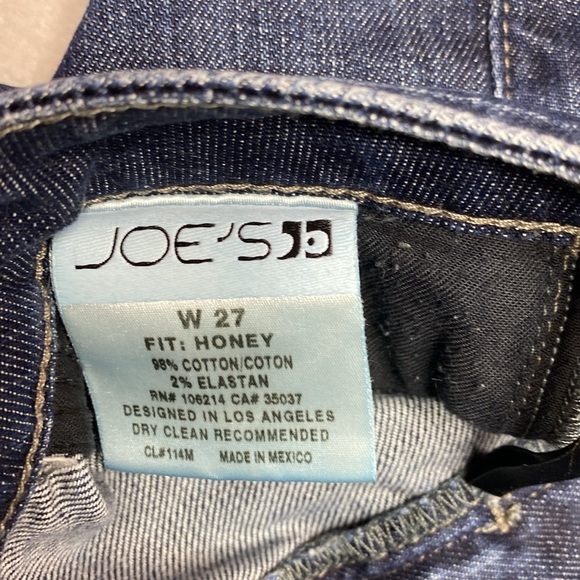 JOE'S
W 27
FIT: HONEY
98% COTTON/COTON
2% ELASTAN
RN# 106214 CA# 35037
DESIGNED IN LOS ANGELES
DRY CLEAN RECOMMENDED
CL#114M MADE IN MEXICO